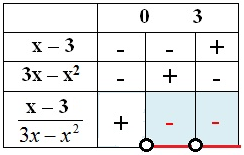 0 3
x – 3 - - +
3x – x² - + -
x – 3
3x – x² + - -